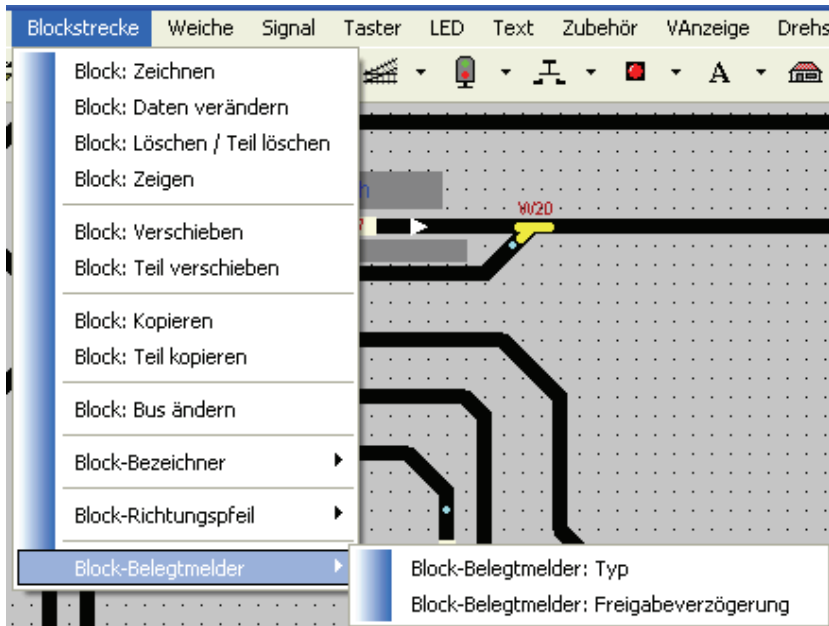 Blockstrecke Weiche Signal Taster LED Text Zubehör VAnzeige Drehs
A
Block: Zeichnen
Block: Daten verändern
Block: Löschen / Teil löschen
Block: Zeigen
W20
Block: Verschieben
Block: Teil verschieben
Block: Kopieren
Block: Teil kopieren
Block: Bus ändern
Block-Bezeichner
Block-Richtungspfeil
Block-Belegtmelder
Block-Belegtmelder: Typ
Block-Belegtmelder: Freigabeverzögerung